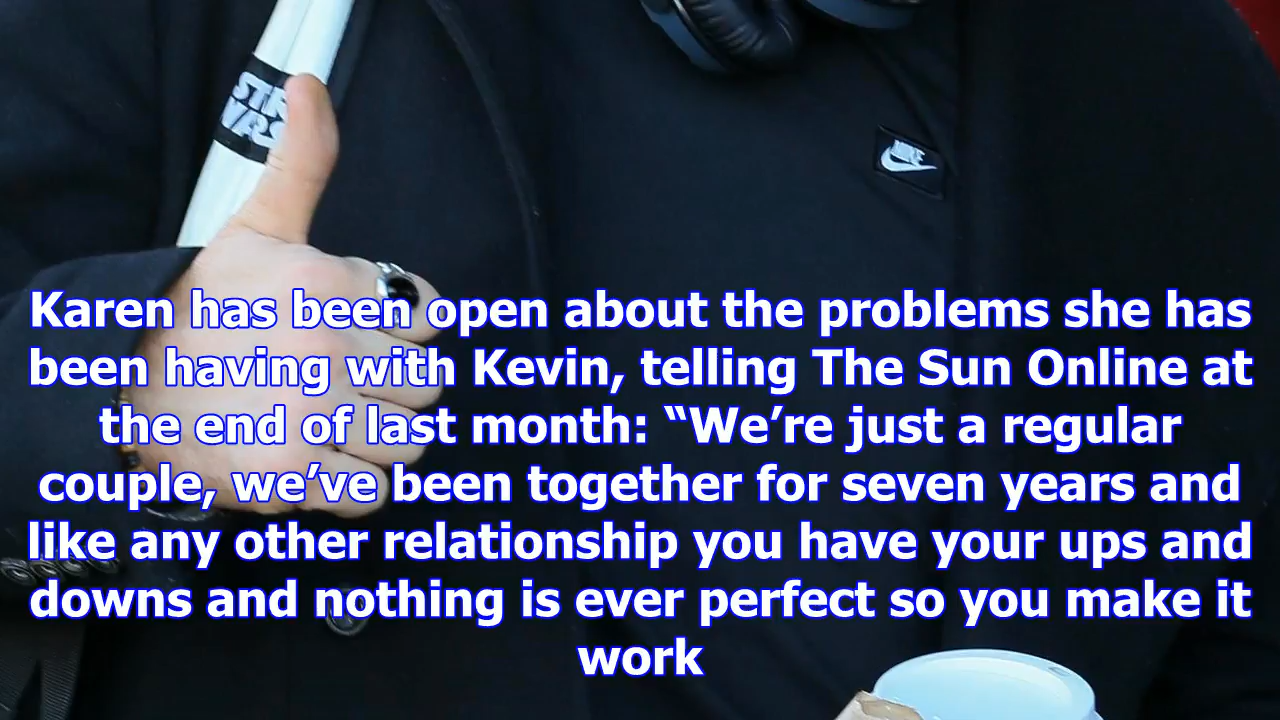 STAR
WARS
NIKE
Karen has been open about the problems she has
been having with Kevin, telling The Sun Online at
the end of last month: “We’re just a regular
couple, we’ve been together for seven years and
like any other relationship you have your ups and
downs and nothing is ever perfect so you make it
work